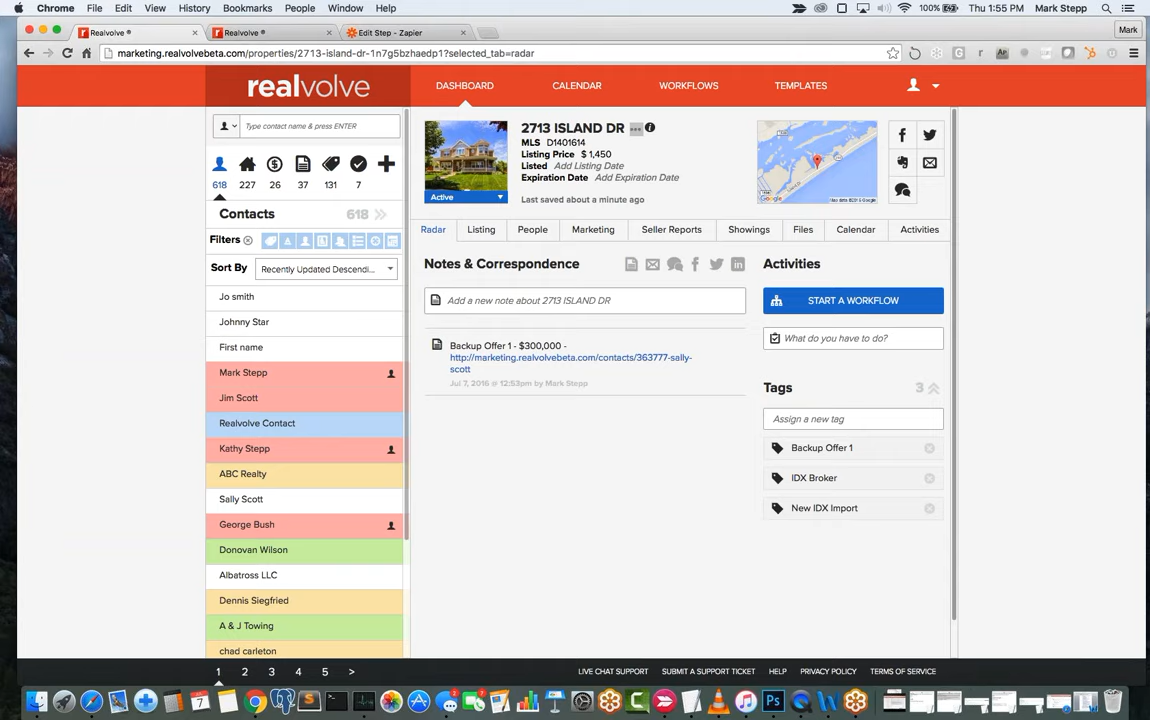 Chrome File Edit View History Bookmarks People Window Help 100% Thu 1:55 PM Mark Stepp
Realvolve ® Realvolve ® Edit Step - Zapier Mark
marketing.realvolvebeta.com/properties/2713-island-dr-1n7g5bzhaedp1?selected_tab=radar
realvolve DASHBOARD CALENDAR WORKFLOWS TEMPLATES
Type contact name & press ENTER
618 227 26 37 131 7
Contacts 618
Filters
Sort By Recently Updated Descendi...
Jo smith
Johnny Star
First name
Mark Stepp
Jim Scott
Realvolve Contact
Kathy Stepp
ABC Realty
Sally Scott
George Bush
Donovan Wilson
Albatross LLC
Dennis Siegfried
A & J Towing
chad carleton
1 2 3 4 5 >
Active
2713 ISLAND DR
MLS D1401614
Listing Price $ 1,450
Listed Add Listing Date
Expiration Date Add Expiration Date
Last saved about a minute ago
Google
Radar Listing People Marketing Seller Reports Showings Files Calendar Activities
Notes & Correspondence
Add a new note about 2713 ISLAND DR
Backup Offer 1 - $300,000 -
http://marketing.realvolvebeta.com/contacts/363777-sally-
scott
Jul 7, 2016 @ 12:53pm by Mark Stepp
Activities
START A WORKFLOW
What do you have to do?
Tags 3
Assign a new tag
Backup Offer 1
IDX Broker
New IDX Import
LIVE CHAT SUPPORT SUBMIT A SUPPORT TICKET HELP PRIVACY POLICY TERMS OF SERVICE